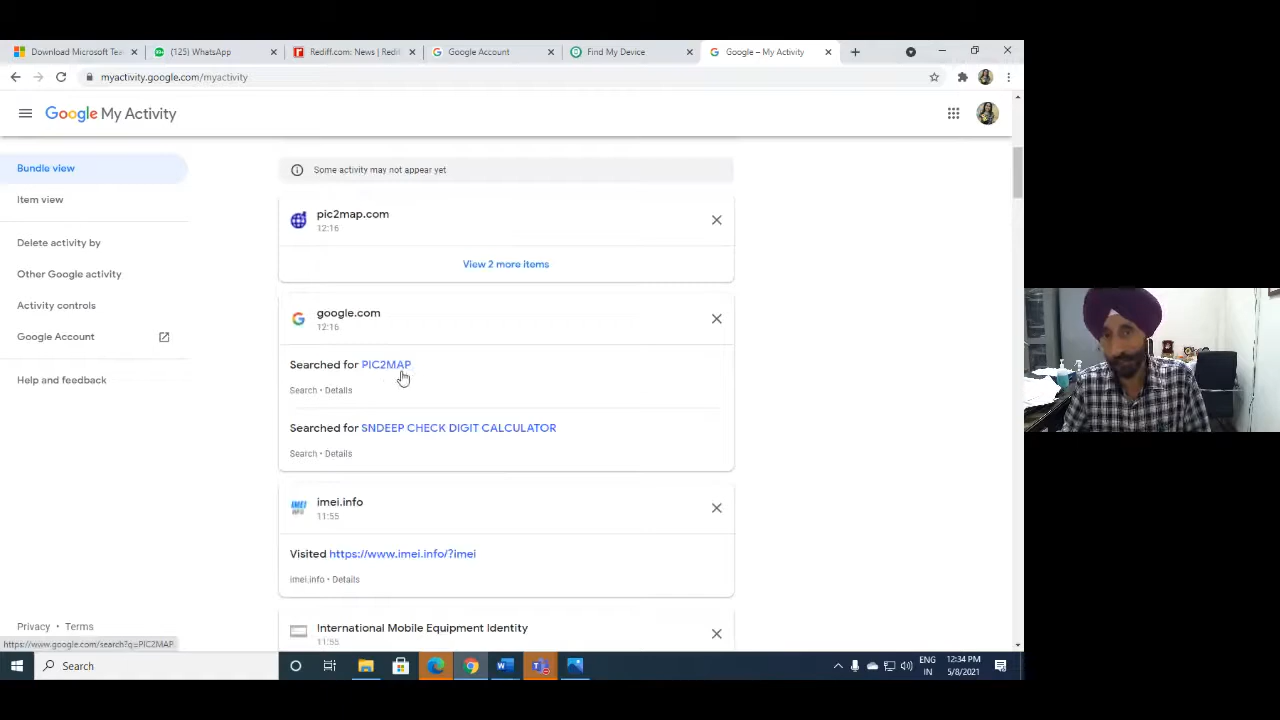 Download Microsoft Tea
(125) WhatsApp
Rediff.com: News | Rediff
Google Account
Find My Device
Google – My Activity
myactivity.google.com/myactivity
Google My Activity
Bundle view
Item view
Delete activity by
Other Google activity
Activity controls
Google Account
Help and feedback
Some activity may not appear yet
pic2map.com
12:16
View 2 more items
google.com
12:16
Searched for PIC2MAP
Search • Details
Searched for SNDEEP CHECK DIGIT CALCULATOR
Search • Details
imei.info
11:55
Visited https://www.imei.info/?imei
imei.info • Details
International Mobile Equipment Identity
11:55
Privacy • Terms
https://www.google.com/search?q=PIC2MAP
Search
ENG
IN
12:34 PM
5/8/2021